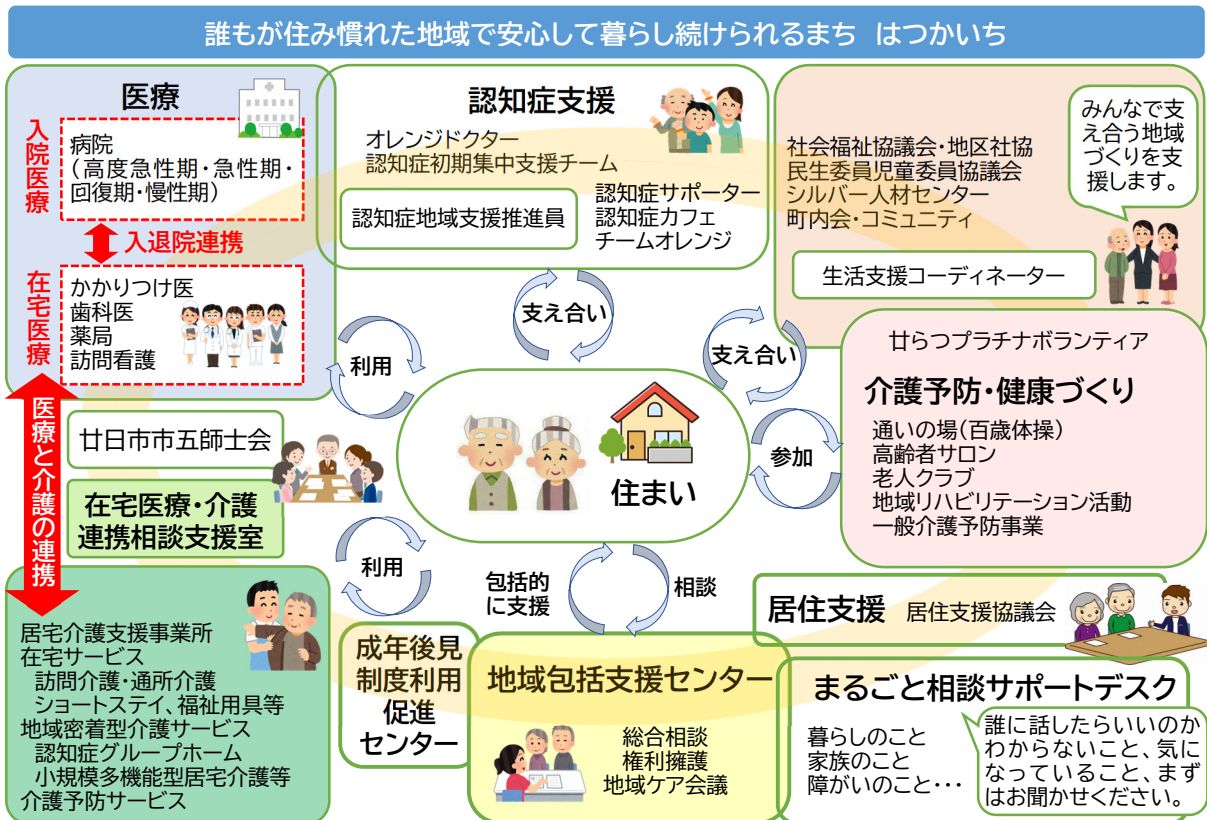 誰もが住み慣れた地域で安心して暮らし続けられるまち はつかいち
医療
入院医療
病院
(高度急性期・急性期・
回復期・慢性期)
入退院連携
在宅医療
かかりつけ医
歯科医
薬局
訪問看護
医療と介護の連携
認知症支援
オレンジドクター
認知症初期集中支援チーム
認知症地域支援推進員
認知症サポーター
認知症カフェ
チームオレンジ
社会福祉協議会・地区社協
民生委員児童委員協議会
シルバー人材センター
町内会・コミュニティ
みんなで支
え合う地域
づくりを支
援します。
生活支援コーディネーター
廿らつプラチナボランティア
介護予防・健康づくり
通いの場(百歳体操)
高齢者サロン
老人クラブ
地域リハビリテーション活動
一般介護予防事業
利用
支え合い
支え合い
参加
住まい
廿日市市五師士会
在宅医療・介護
連携相談支援室
利用
包括的
に支援
相談
居宅介護支援事業所
在宅サービス
訪問介護・通所介護
ショートステイ、福祉用具等
地域密着型介護サービス
認知症グループホーム
小規模多機能型居宅介護等
介護予防サービス
成年後見
制度利用
促進
センター
地域包括支援センター
総合相談
権利擁護
地域ケア会議
居住支援 居住支援協議会
まるごと相談サポートデスク
暮らしのこと
家族のこと
障がいのこと・・・
誰に話したらいいのか
わからないこと、気に
なっていること、まず
はお聞かせください。